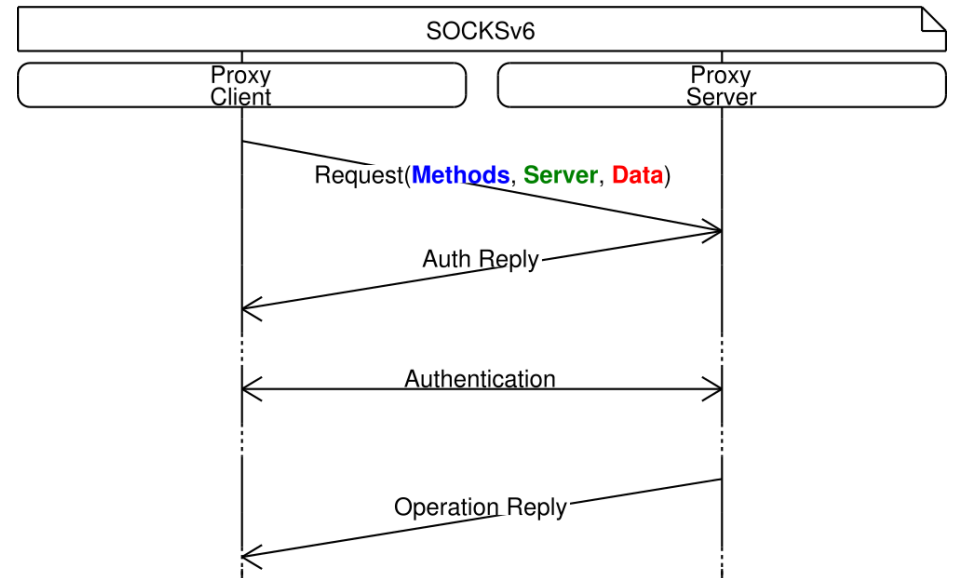 SOCKSv6
Proxy
Client
Proxy
Server
Request(Methods, Server, Data)
Auth Reply
Authentication
Operation Reply